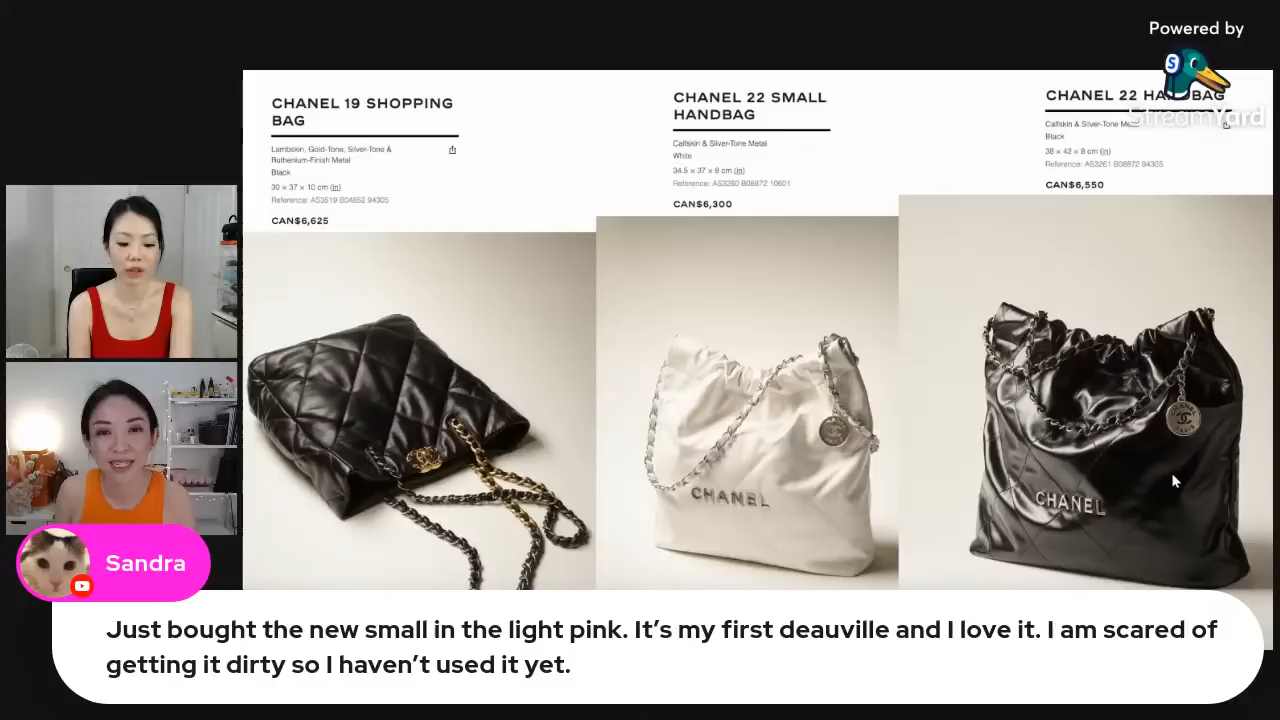 Powered by
StreamYard
CHANEL 19 SHOPPING
BAG
Lambskin, Gold-Tone, Silver-Tone &
Ruthenium-Finish Metal
Black
30 × 37 × 10 cm (in)
Reference: AS3519 B04852 94305
CAN$6,625
CHANEL 22 SMALL
HANDBAG
Calfskin & Silver-Tone Metal
White
34.5 × 37 × 8 cm (in)
Reference: AS3260 B08872 10601
CAN$6,300
CHANEL 22 HANDBAG
Calfskin & Silver-Tone Metal
Black
38 × 42 × 8 cm (in)
Reference: AS3261 B08872 94305
CAN$6,550
CHANEL
CHANEL
CHANEL
PARIS
Sandra
Just bought the new small in the light pink. It's my first deauville and I love it. I am scared of
getting it dirty so I haven't used it yet.